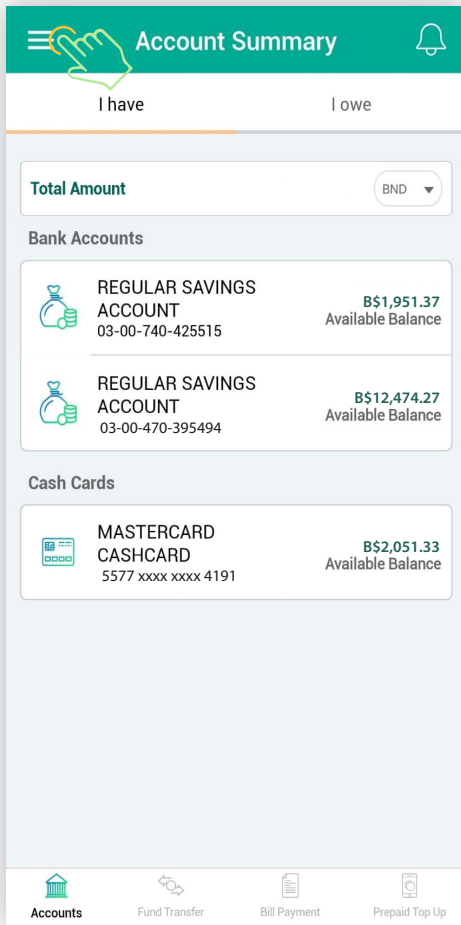 Account Summary
I have
I owe
Total Amount
BND
Bank Accounts
REGULAR SAVINGS
ACCOUNT
03-00-740-425515
B$1,951.37
Available Balance
REGULAR SAVINGS
ACCOUNT
03-00-470-395494
B$12,474.27
Available Balance
Cash Cards
MASTERCARD
CASHCARD
5577 xxxx xxxx 4191
B$2,051.33
Available Balance
Accounts
Fund Transfer
Bill Payment
Prepaid Top Up